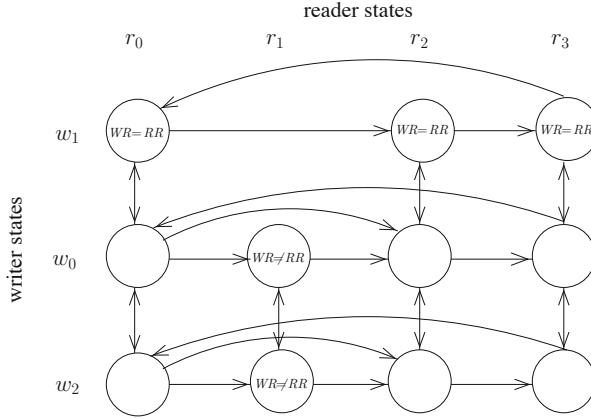 reader states
r₀ r₁ r₂ r₃
w₁ WR=RR WR=RR WR=RR
writer states
w₀ WR≠RR
w₂ WR≠RR